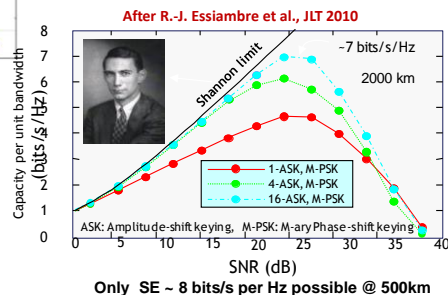 After R.-J. Essiambre et al., JLT 2010
Capacity per unit bandwidth
(bits/s/Hz)
8
7
6
5
4
3
2
1
0
Shannon limit
~7 bits/s/Hz
2000 km
1-ASK, M-PSK
4-ASK, M-PSK
16-ASK, M-PSK
ASK: Amplitude-shift keying, M-PSK: M-ary Phase-shift keying
0 5 10 15 20 25 30 35 40
SNR (dB)
Only SE ~ 8 bits/s per Hz possible @ 500km